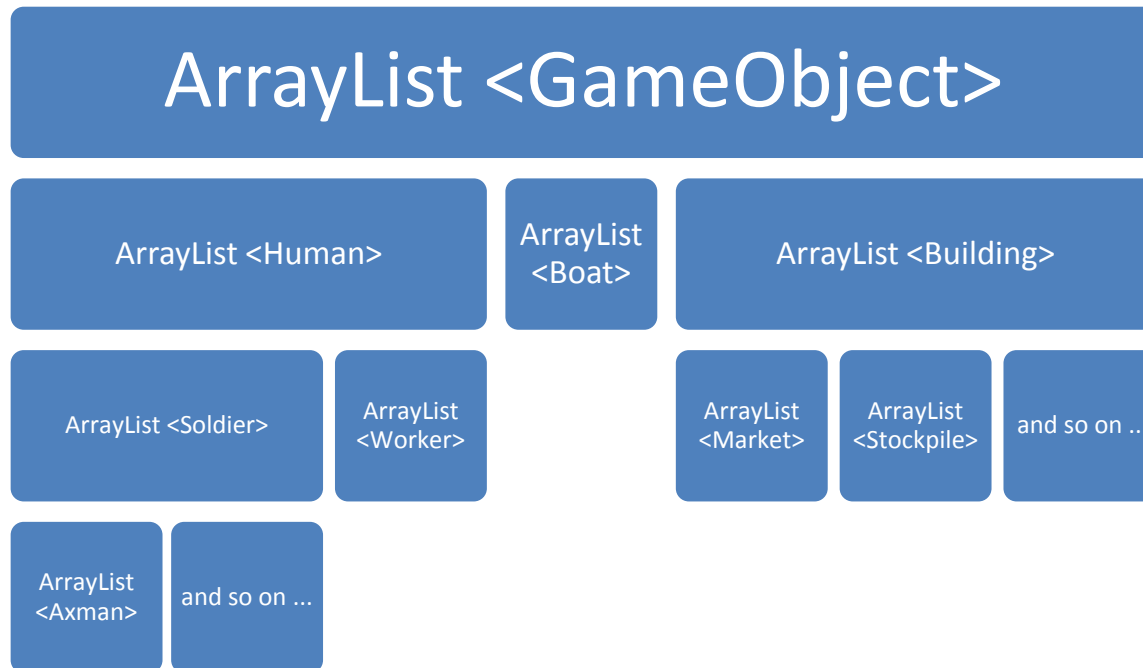 ArrayList <GameObject>
ArrayList <Human>
ArrayList
<Boat>
ArrayList <Building>
ArrayList <Soldier>
ArrayList
<Worker>
ArrayList
<Market>
ArrayList
<Stockpile>
and so on ...
ArrayList
<Axman>
and so on ...